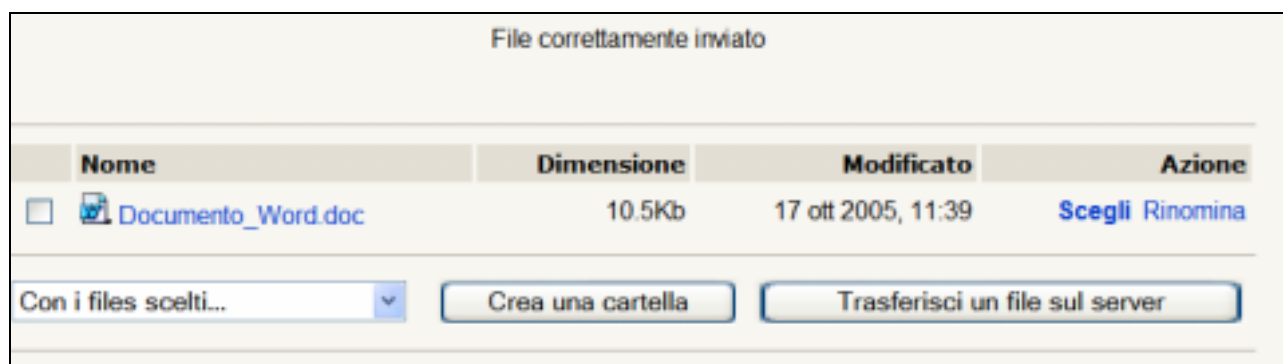 File correttamente inviato
Nome Dimensione Modificato Azione
Documento_Word.doc 10.5Kb 17 ott 2005, 11:39 Scegli Rinomina
Con i files scelti... Crea una cartella Trasferisci un file sul server